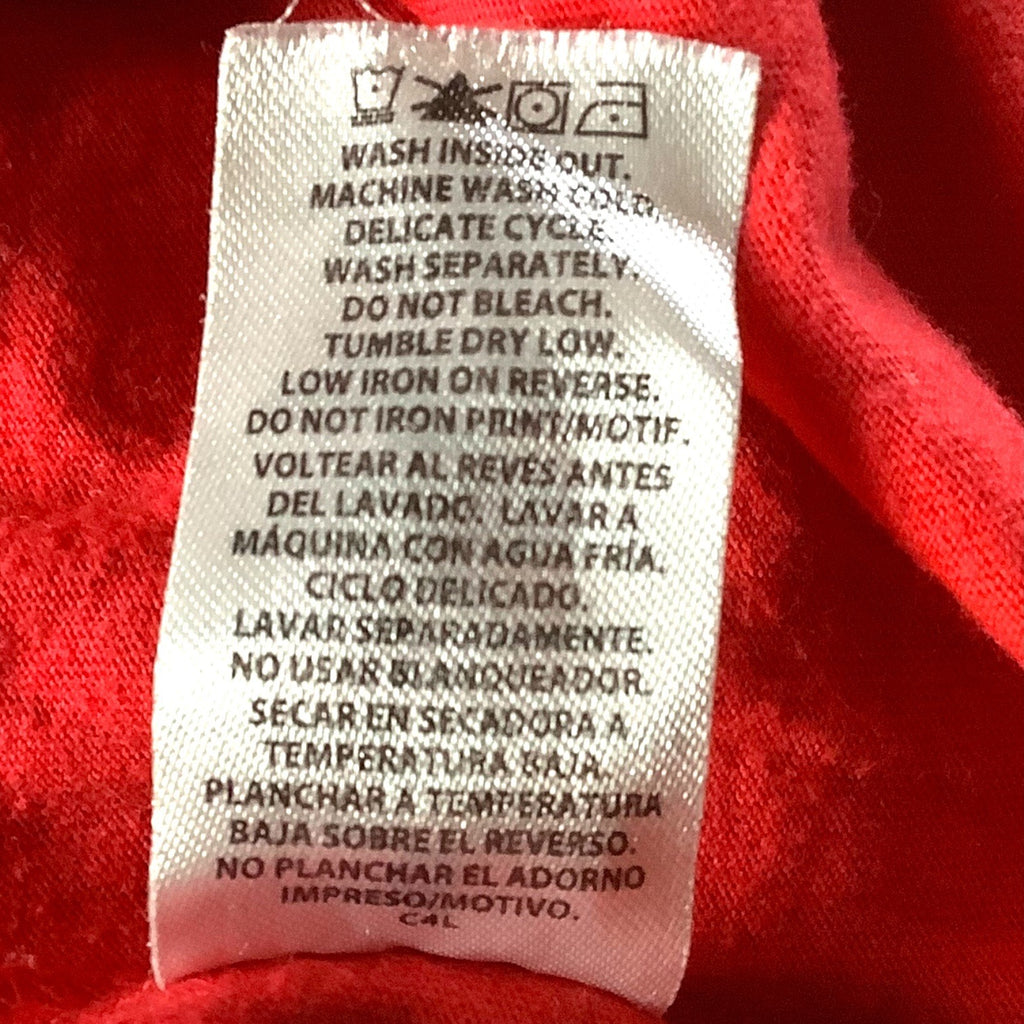 WASH INSIDE OUT.
MACHINE WASH COLD.
DELICATE CYCLE.
WASH SEPARATELY.
DO NOT BLEACH.
TUMBLE DRY LOW.
LOW IRON ON REVERSE.
DO NOT IRON PRINT/MOTIF.
VOLTEAR AL REVES ANTES
DEL LAVADO. LAVAR A
MÁQUINA CON AGUA FRÍA.
CICLO DELICADO.
LAVAR SEPARADAMENTE.
NO USAR BLANQUEADOR.
SECAR EN SECADORA A
TEMPERATURA BAJA.
PLANCHAR A TEMPERATURA
BAJA SOBRE EL REVERSO.
NO PLANCHAR EL ADORNO
IMPRESO/MOTIVO.
C4L